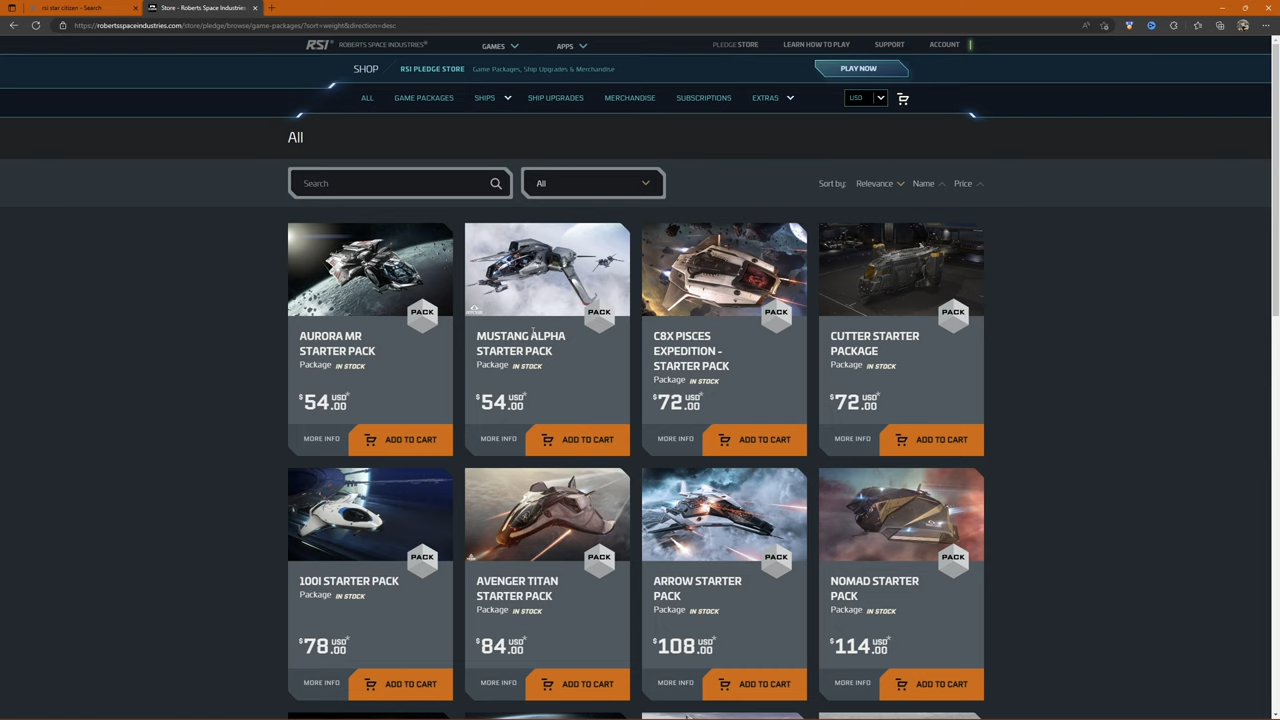 rsi star citizen - Search
Store - Roberts Space Industries
https://robertsspaceindustries.com/store/pledge/browse/game-packages/?sort=weight&direction=desc
RSI ROBERTS SPACE INDUSTRIES®
GAMES
APPS
PLEDGE STORE
LEARN HOW TO PLAY
SUPPORT
ACCOUNT
SHOP
RSI PLEDGE STORE
Game Packages, Ship Upgrades & Merchandise
PLAY NOW
ALL
GAME PACKAGES
SHIPS
SHIP UPGRADES
MERCHANDISE
SUBSCRIPTIONS
EXTRAS
USD
All
Search
All
Sort by:
Relevance
Name
Price
PACK
AURORA MR
STARTER PACK
Package IN STOCK
$54.00 USD*
MORE INFO
ADD TO CART
PACK
MUSTANG ALPHA
STARTER PACK
Package IN STOCK
$54.00 USD*
MORE INFO
ADD TO CART
PACK
C8X PISCES
EXPEDITION -
STARTER PACK
Package IN STOCK
$72.00 USD*
MORE INFO
ADD TO CART
PACK
CUTTER STARTER
PACKAGE
Package IN STOCK
$72.00 USD*
MORE INFO
ADD TO CART
PACK
100I STARTER PACK
Package IN STOCK
$78.00 USD*
MORE INFO
ADD TO CART
PACK
AVENGER TITAN
STARTER PACK
Package IN STOCK
$84.00 USD*
MORE INFO
ADD TO CART
PACK
ARROW STARTER
PACK
Package IN STOCK
$108.00 USD*
MORE INFO
ADD TO CART
PACK
NOMAD STARTER
PACK
Package IN STOCK
$114.00 USD*
MORE INFO
ADD TO CART